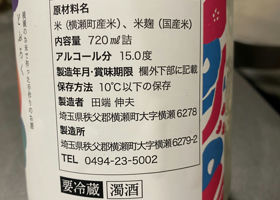 原材料名
米(横瀬町産米)、米麹(国産米)
内容量 720㎖詰
アルコール分 15.0度
製造年月・賞味期限 欄外下部に記載
保存方法 10℃以下の保存
製造者 田端 伸夫
埼玉県秩父郡横瀬町大字横瀬 6278
製造所
埼玉県秩父郡横瀬町大字横瀬6279-2
TEL 0494-23-5002
要冷蔵 濁酒